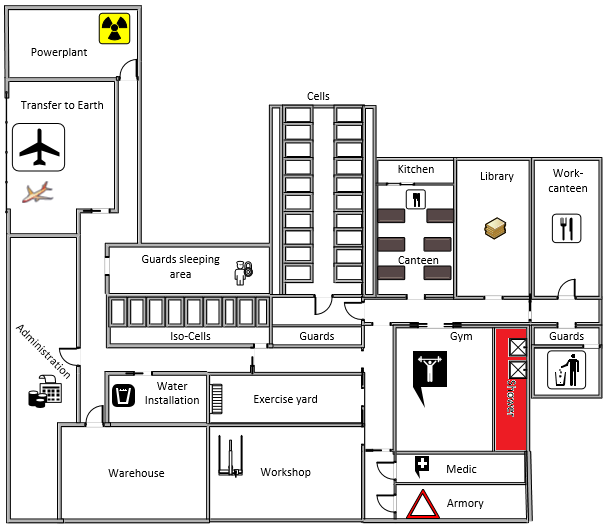 Powerplant
Transfer to Earth
Cells
Kitchen
Canteen
Library
Work-
canteen
Guards sleeping
area
Iso-Cells
Guards
Gym
Guards
Administration
Water
Installation
Exercise yard
Shower
Warehouse
Workshop
Medic
Armory